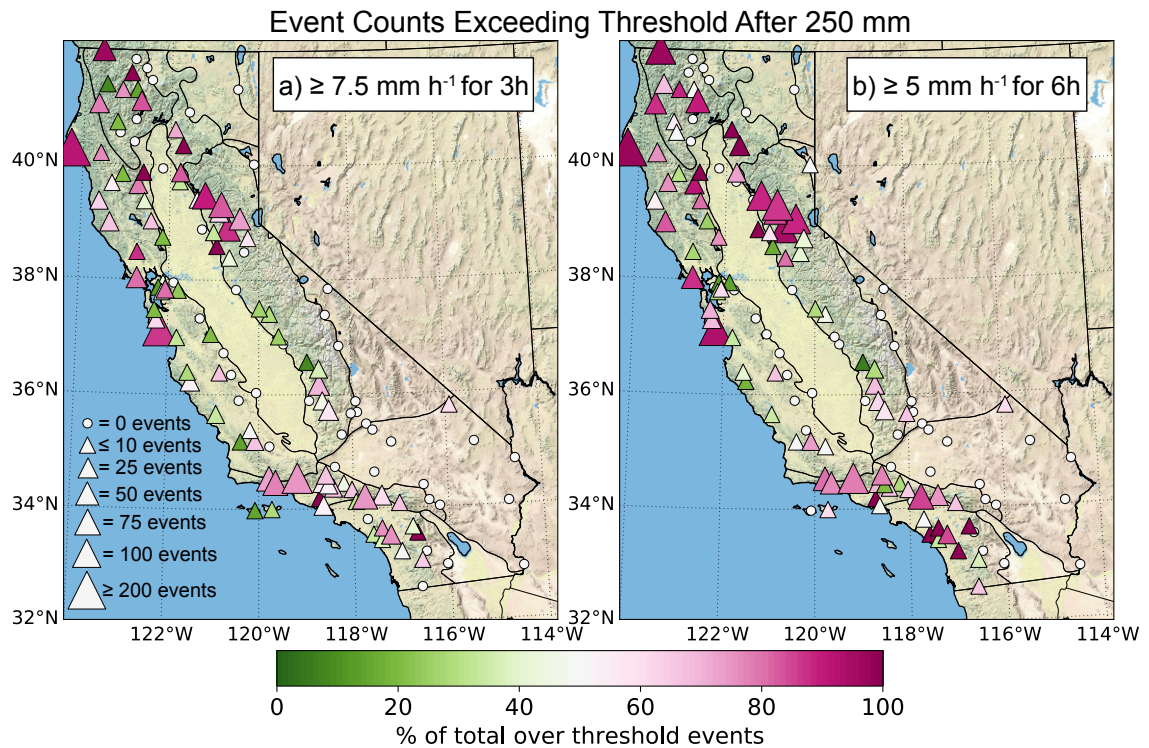 Event Counts Exceeding Threshold After 250 mm
a) ≥ 7.5 mm h⁻¹ for 3h
b) ≥ 5 mm h⁻¹ for 6h
40°N
38°N
36°N
34°N
32°N
40°N
38°N
36°N
34°N
32°N
= 0 events
≤ 10 events
= 25 events
= 50 events
= 75 events
= 100 events
≥ 200 events
122°W 120°W 118°W 116°W 114°W
122°W 120°W 118°W 116°W 114°W
0 20 40 60 80 100
% of total over threshold events